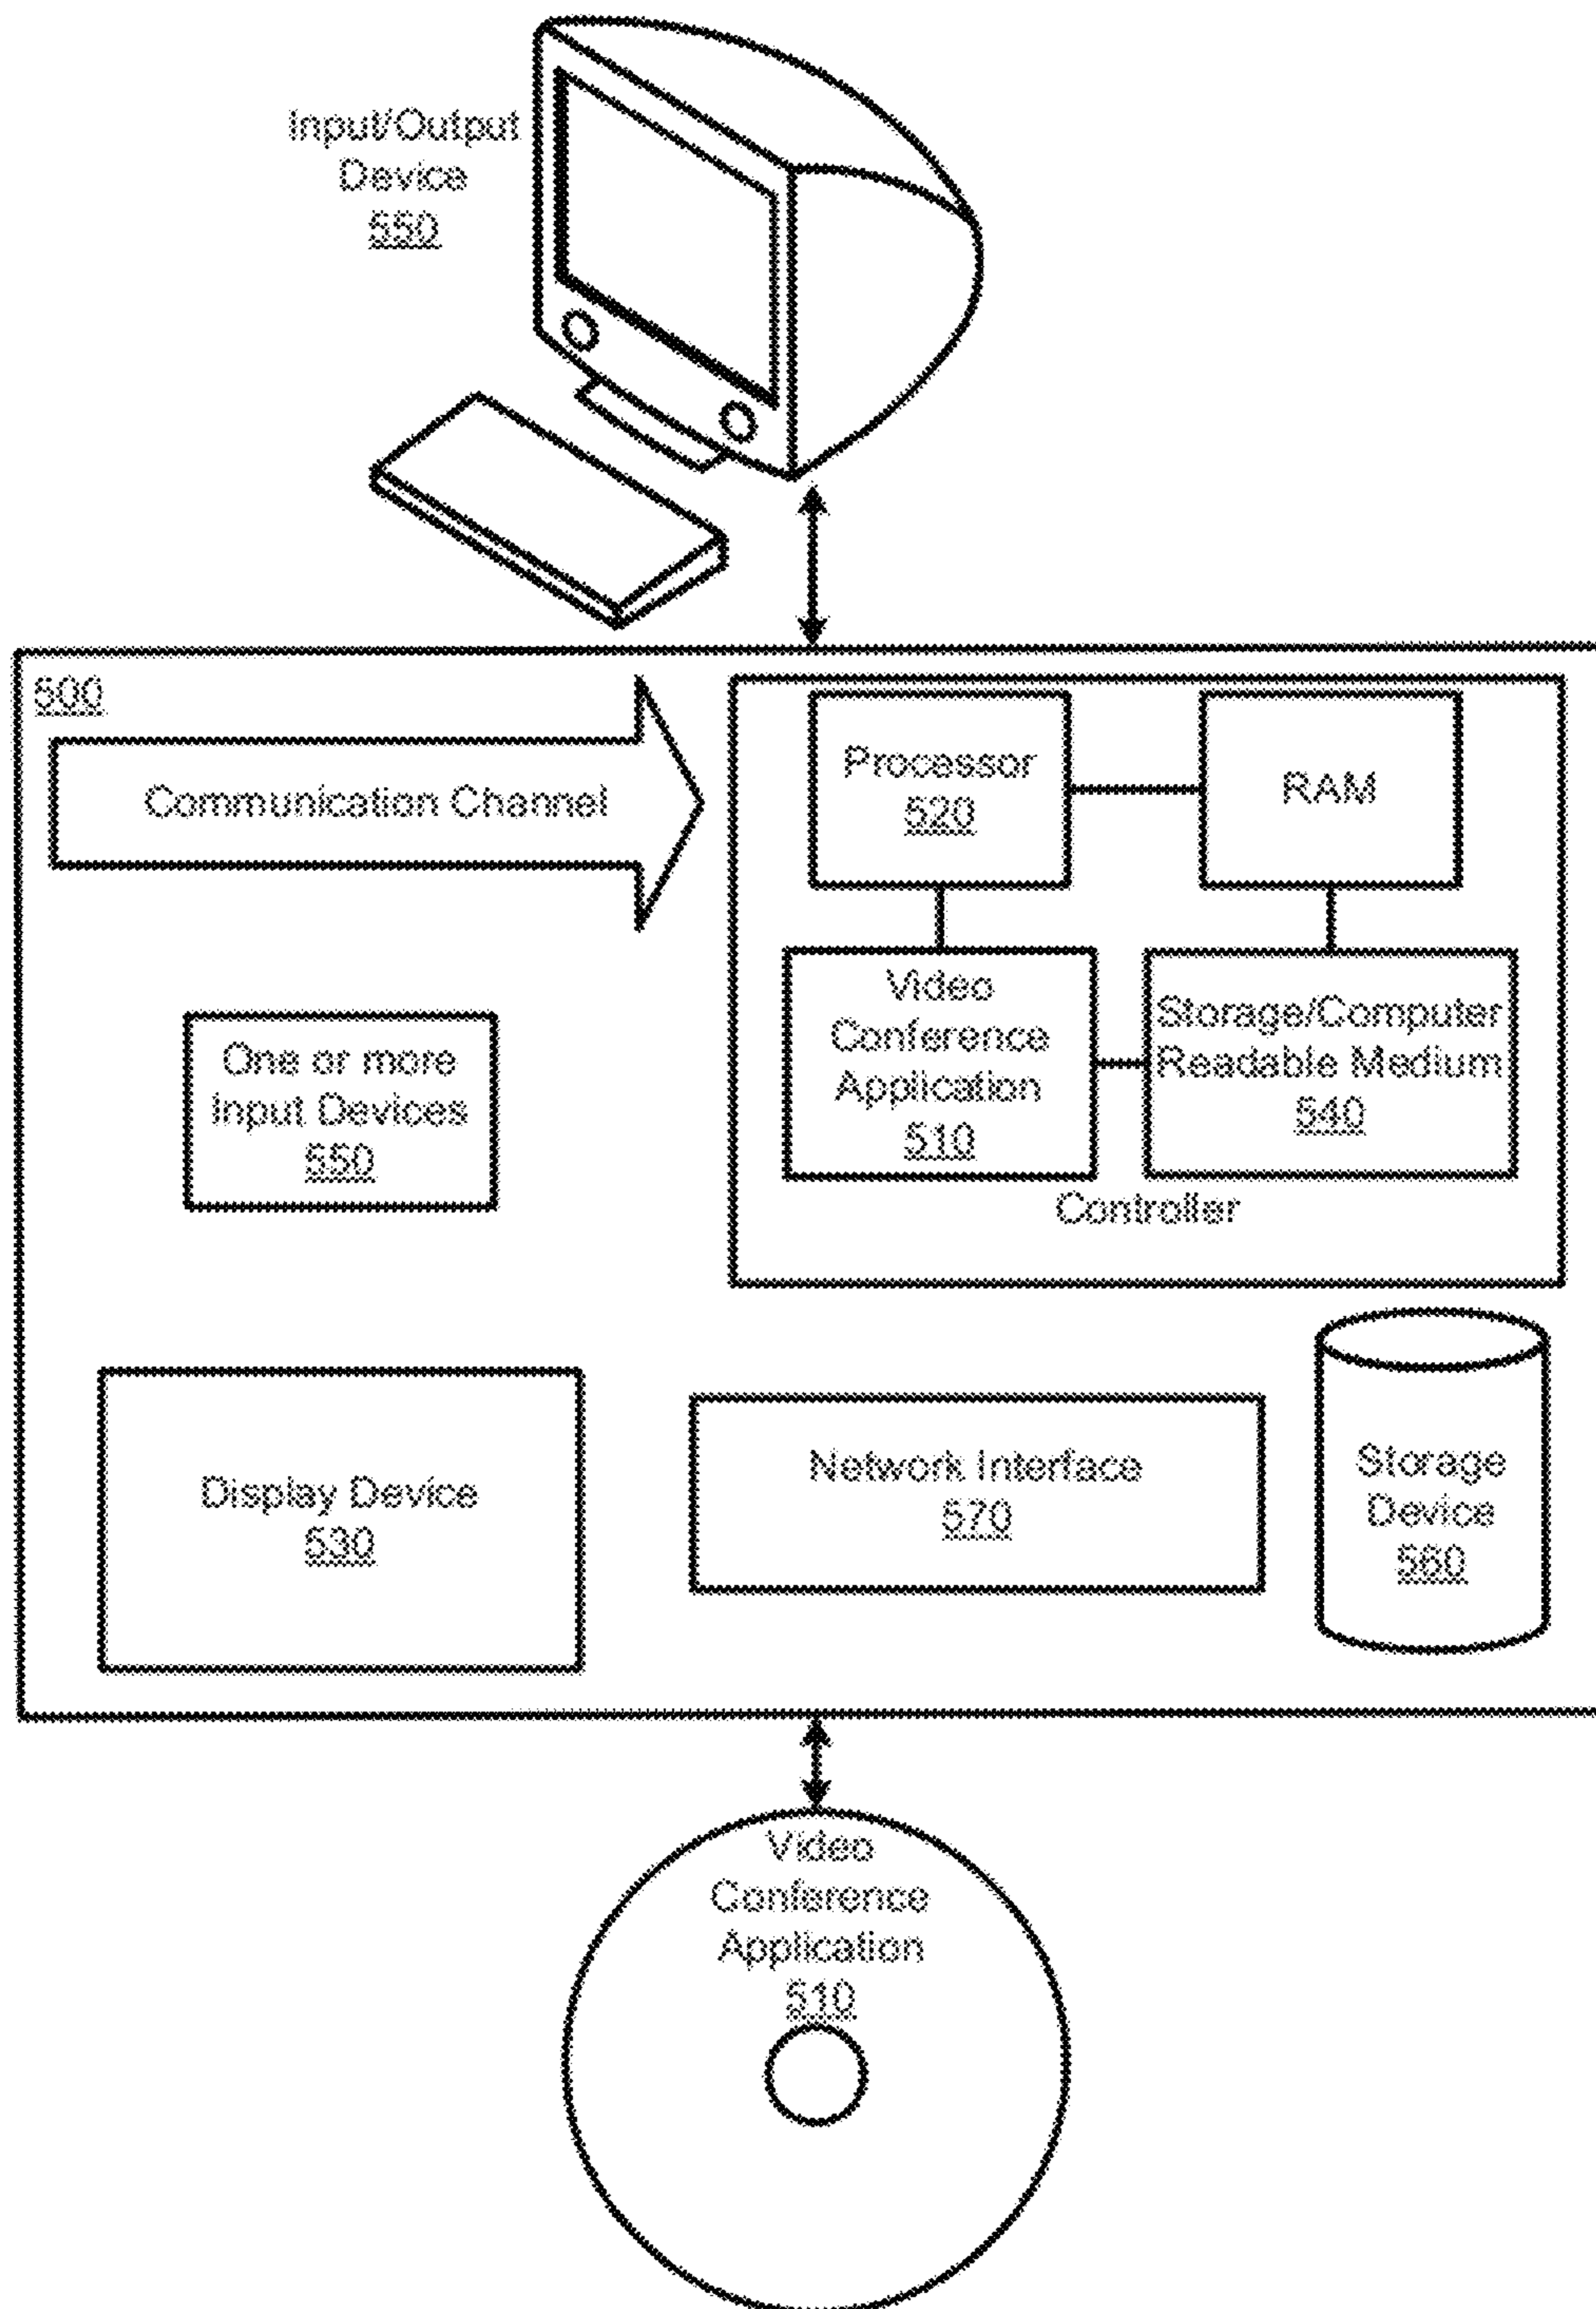 Input/Output
Device
550
500
Communication Channel
Processor
520
RAM
Video
Conference
Application
510
Storage/Computer
Readable Medium
540
Controller
One or more
Input Devices
550
Display Device
530
Network Interface
570
Storage
Device
560
Video
Conference
Application
510